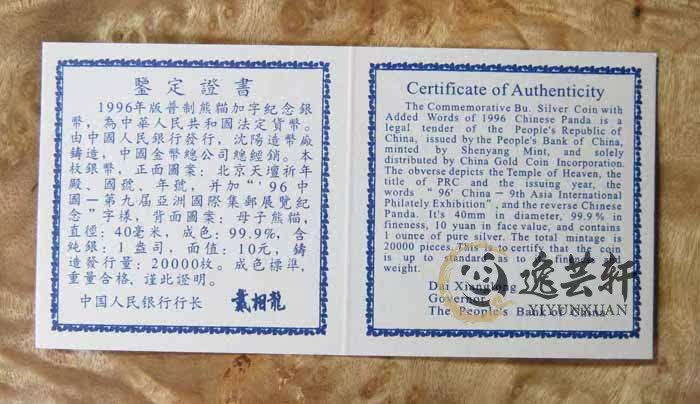 鑒定證書
1996年版普制熊猫加字紀念銀
幣，為中華人民共和國法定貨幣。
由中國人民銀行發行，沈陽造幣廠
鑄造，中國金幣總公司總經銷。本
枚銀幣，正面圖案：北京天壇祈年
殿、國號、年號，并加“'96中
國—第九届亞洲國際集郵展覽紀
念”字樣，背面圖案：母子熊猫，
直徑：40毫米，成色：99.9%，含
純銀：1盎司，面值：10元，鑄
造發行量：20000枚。成色標準，
重量合格，謹此證明。
中国人民银行行长 戴相龍
Certificate of Authenticity
The Commemorative Bu. Silver Coin with
Added Words of 1996 Chinese Panda is a
legal tender of the People's Republic of
China, issued by the People's Bank of China,
minted by Shenyang Mint, and solely
distributed by China Gold Coin Incorporation.
The obverse depicts the Temple of Heaven, the
title of PRC and the issuing year, the
words “ 96' China — 9th Asia International
Philately Exhibition”, and the reverse Chinese
Panda. It's 40mm in diameter, 99.9% in
fineness, 10 yuan in face value, and contains
1 ounce of pure silver. The total mintage is
20000 pieces. This is to certify that the coin
is up to standard as to its fineness and
weight.
Dai Xianglong
Governor
The People's Bank of China
逸芸轩
YIYUNXUAN